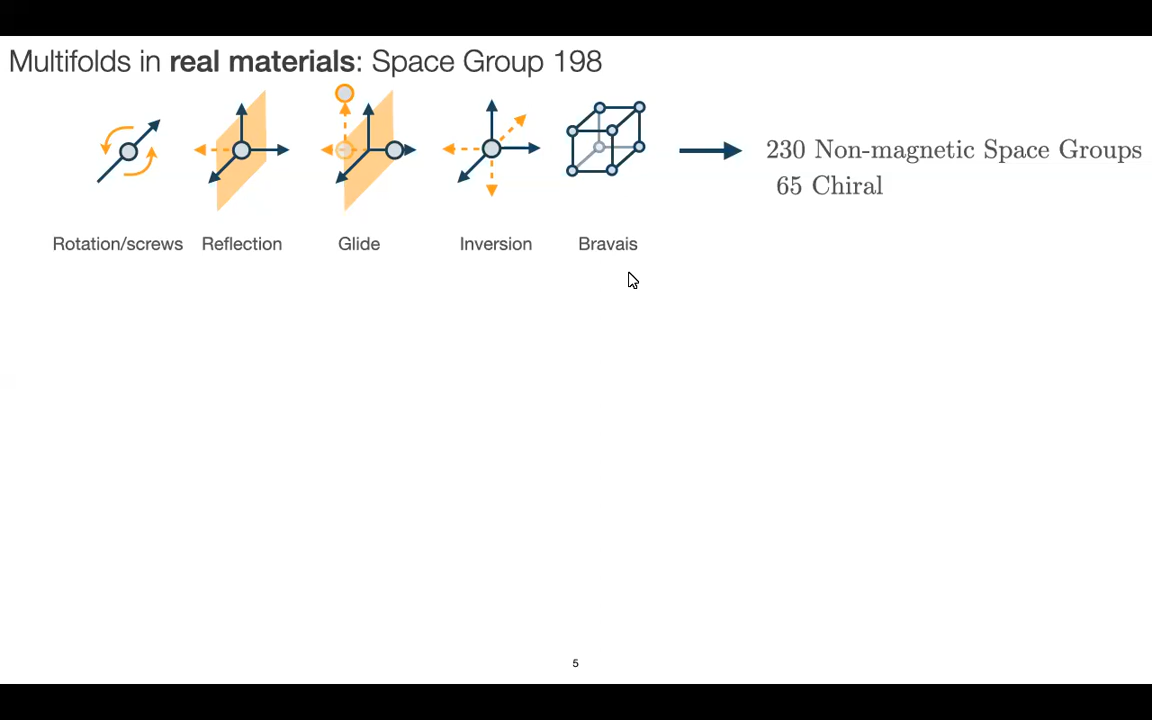 Multifolds in real materials: Space Group 198
230 Non-magnetic Space Groups
65 Chiral
Rotation/screws Reflection Glide Inversion Bravais
5